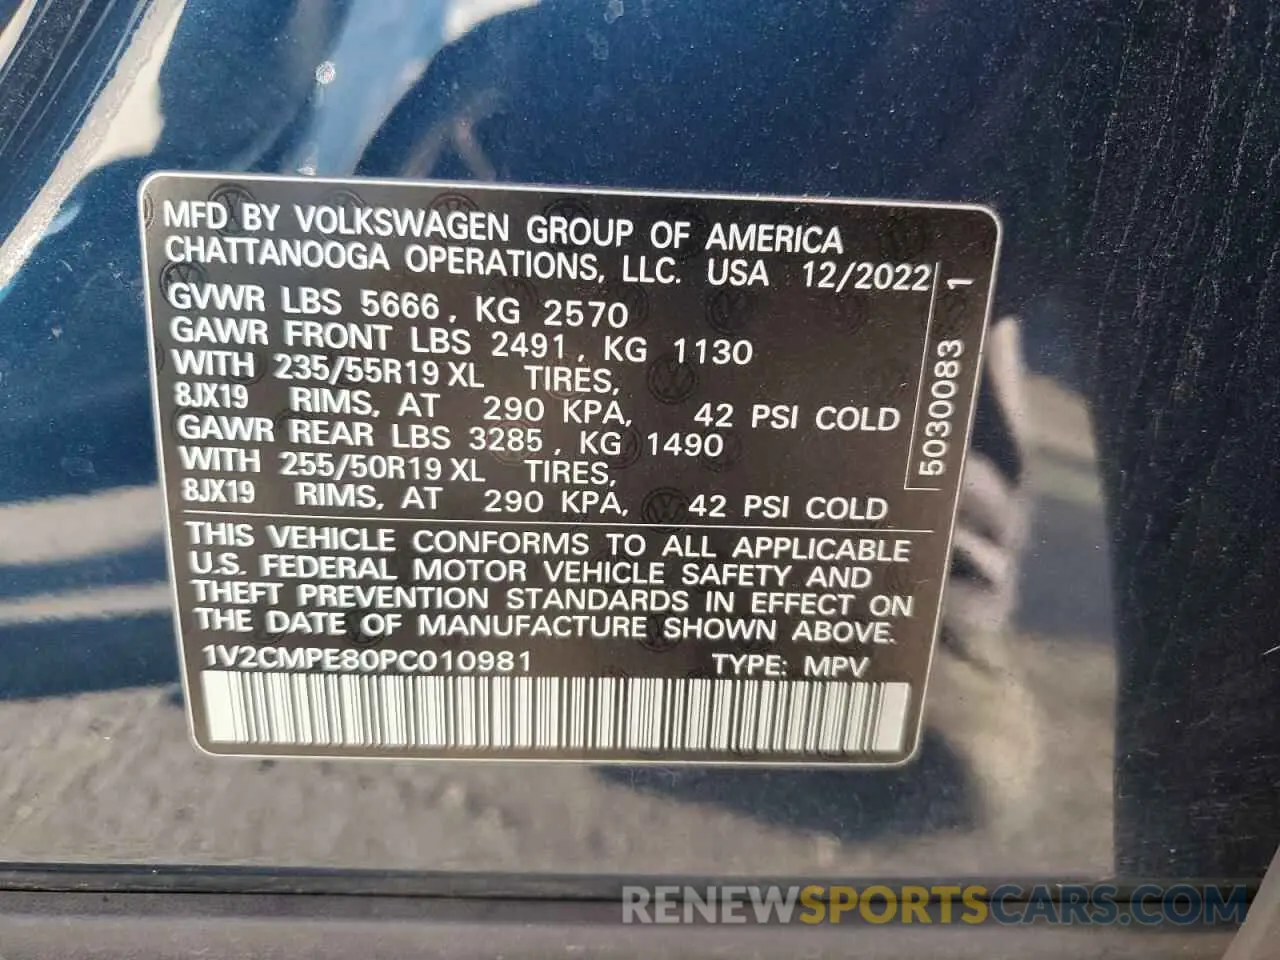 MFD BY VOLKSWAGEN GROUP OF AMERICA
CHATTANOOGA OPERATIONS, LLC. USA 12/2022
GVWR LBS 5666, KG 2570
GAWR FRONT LBS 2491, KG 1130
WITH 235/55R19 XL TIRES,
8JX19 RIMS, AT 290 KPA, 42 PSI COLD
GAWR REAR LBS 3285, KG 1490
WITH 255/50R19 XL TIRES,
8JX19 RIMS, AT 290 KPA, 42 PSI COLD
5030083 1
THIS VEHICLE CONFORMS TO ALL APPLICABLE
U.S. FEDERAL MOTOR VEHICLE SAFETY AND
THEFT PREVENTION STANDARDS IN EFFECT ON
THE DATE OF MANUFACTURE SHOWN ABOVE.
1V2CMPE80PC010981 TYPE: MPV
RENEWSPORTSCARS.COM